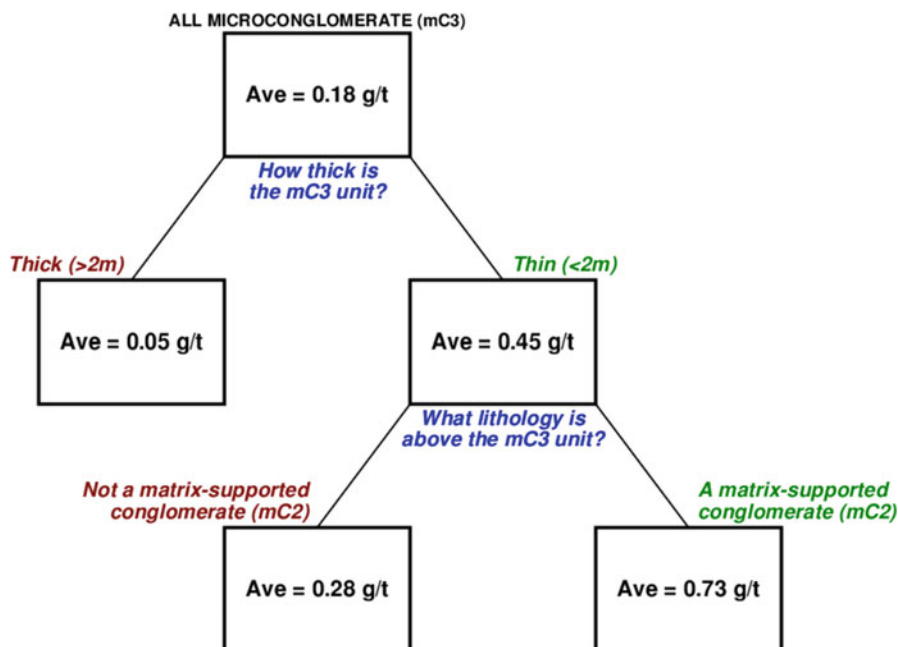 ALL MICROCONGLOMERATE (mC3)
Ave = 0.18 g/t
How thick is
the mC3 unit?
Thick (>2m)
Thin (<2m)
Ave = 0.05 g/t
Ave = 0.45 g/t
What lithology is
above the mC3 unit?
Not a matrix-supported
conglomerate (mC2)
A matrix-supported
conglomerate (mC2)
Ave = 0.28 g/t
Ave = 0.73 g/t